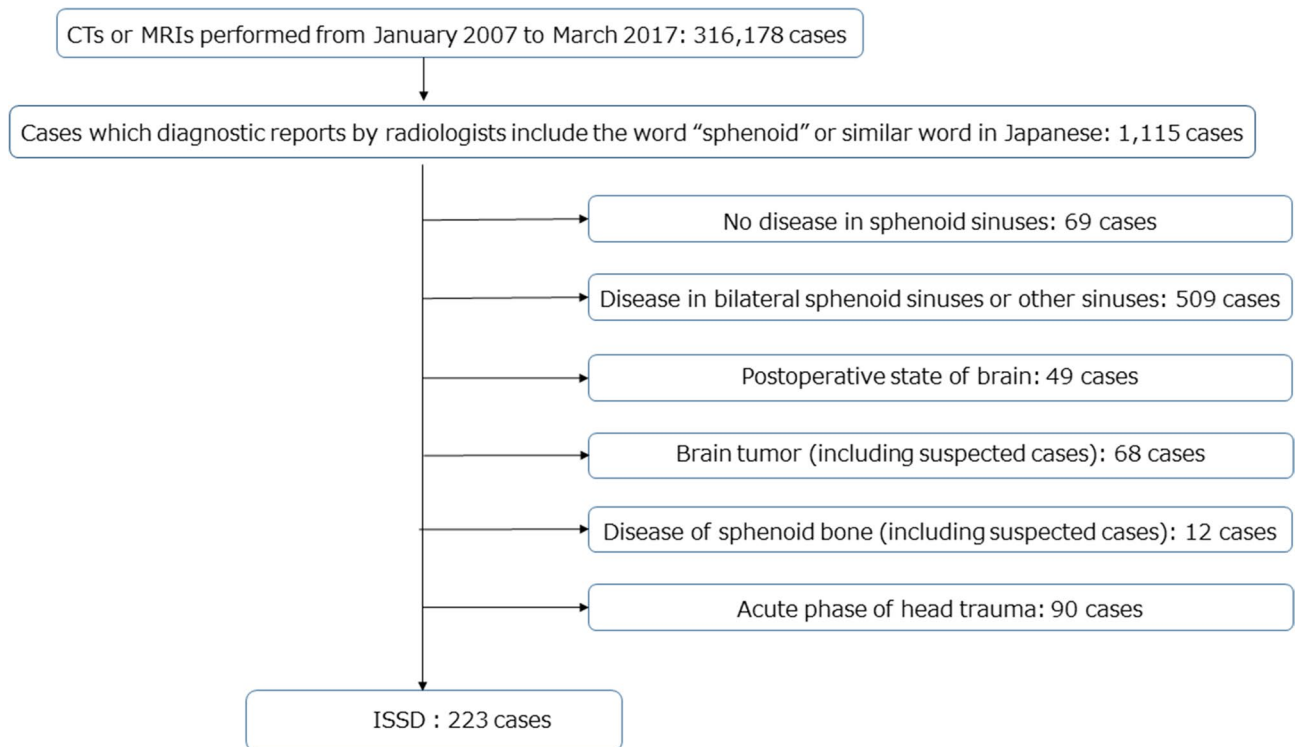 CTs or MRIs performed from January 2007 to March 2017: 316,178 cases
Cases which diagnostic reports by radiologists include the word “sphenoid” or similar word in Japanese: 1,115 cases
No disease in sphenoid sinuses: 69 cases
Disease in bilateral sphenoid sinuses or other sinuses: 509 cases
Postoperative state of brain: 49 cases
Brain tumor (including suspected cases): 68 cases
Disease of sphenoid bone (including suspected cases): 12 cases
Acute phase of head trauma: 90 cases
ISSD : 223 cases